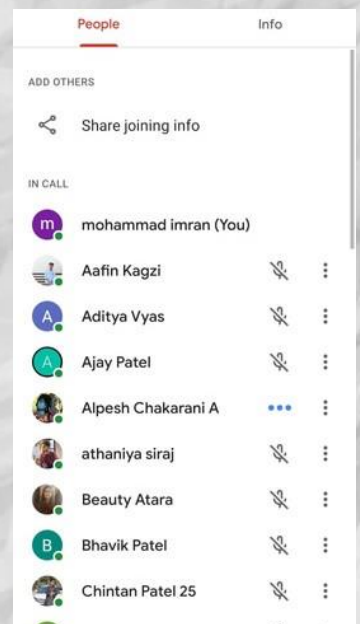 People Info
ADD OTHERS
Share joining info
IN CALL
m mohammad imran (You)
Aafin Kagzi
A Aditya Vyas
A Ajay Patel
Alpesh Chakarani A
athaniya siraj
Beauty Atara
B Bhavik Patel
Chintan Patel 25